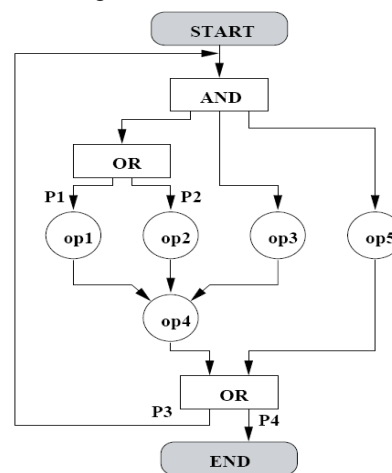 START
AND
OR
P1 P2
op1 op2 op3 op5
op4
OR
P3 P4
END